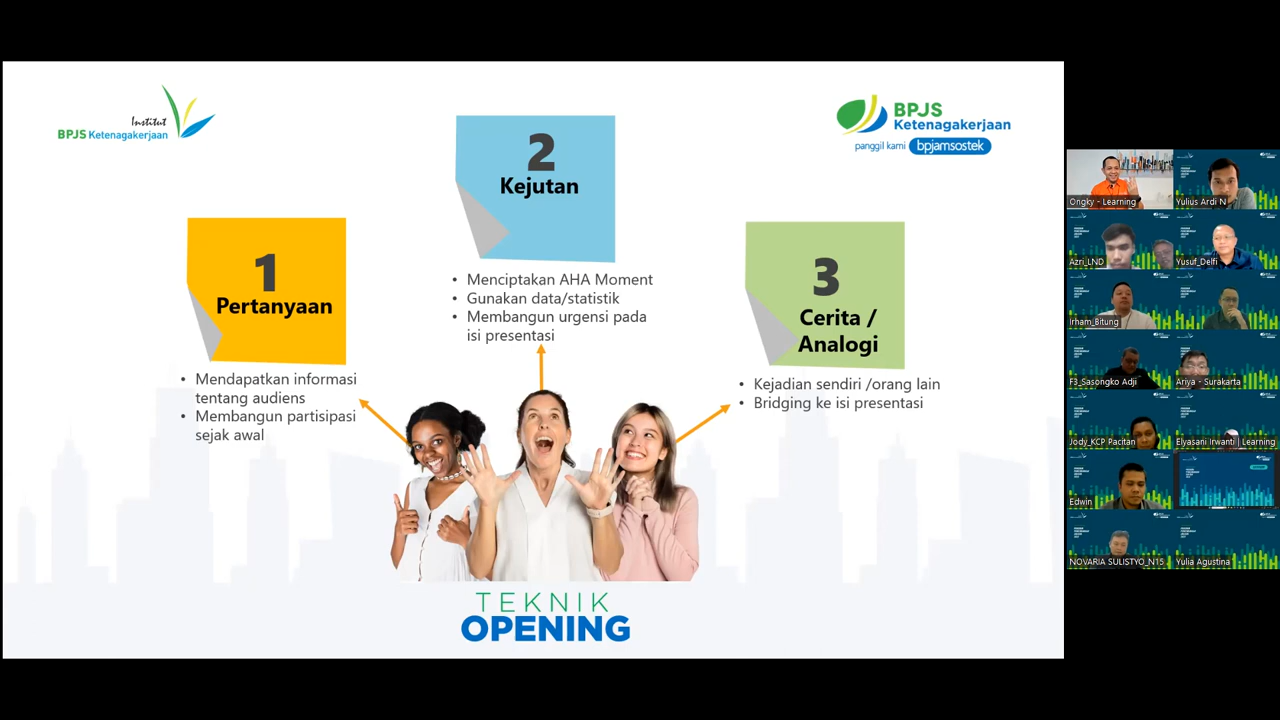 Institut
BPJS Ketenagakerjaan
BPJS
Ketenagakerjaan
panggil kami bpjamsostek
1
Pertanyaan
• Mendapatkan informasi
tentang audiens
• Membangun partisipasi
sejak awal
2
Kejutan
• Menciptakan AHA Moment
• Gunakan data/statistik
• Membangun urgensi pada
isi presentasi
3
Cerita /
Analogi
• Kejadian sendiri /orang lain
• Bridging ke isi presentasi
TEKNIK
OPENING
Ongky - Learning
Yulius Ardi N
Azri_LND
Yusuf_Delfi
Irham_Bitung
F3_Sasongko Adji
Ariya - Surakarta
Jody_KCP Pacitan
Elyasani Irwanti | Learning
Edwin
NOVARIA SULISTYO_N15...
Yulia Agustina